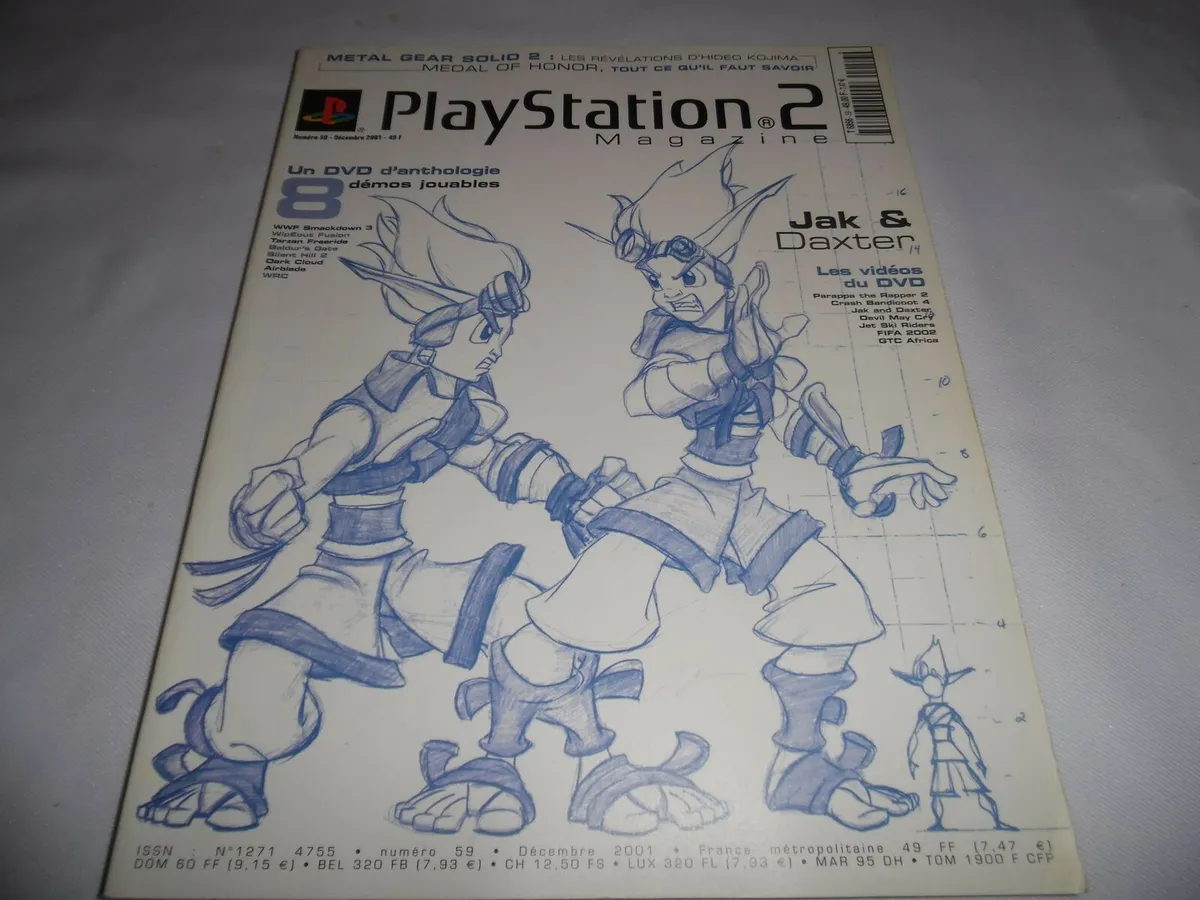 METAL GEAR SOLID 2 : LES RÉVÉLATIONS D'HIDEO KOJIMA
MEDAL OF HONOR, TOUT CE QU'IL FAUT SAVOIR
PlayStation®2
Magazine
Décembre 2001 - 49 F
Un DVD d'anthologie
8 démos jouables
WWF Smackdown 3
WipEout Fusion
Tarzan Freeride
Baldur's Gate
Silent Hill 2
Dark Cloud
Airblade
WRC
Jak &
Daxter
Les vidéos
du DVD
Parappa the Rapper 2
Crash Bandicoot 4
Jak and Daxter
Devil May Cry
Jet Ski Riders
FIFA 2002
GTC Africa
16
14
10
8
6
4
2
ISSN : N°1271 4755 • numéro 59 • Décembre 2001 • France métropolitaine 49 FF (7,47 €)
DOM 60 FF (9,15 €) • BEL 320 FB (7,93 €) • CH 12,50 FS • LUX 320 FL (7,93 €) • MAR 95 DH • TOM 1900 F CFP